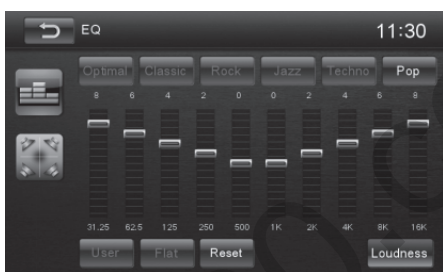 EQ 11:30
Optimal Classic Rock Jazz Techno Pop
8 6 4 2 0 0 2 4 6 8
31.25 62.5 125 250 500 1K 2K 4K 8K 16K
User Flat Reset Loudness